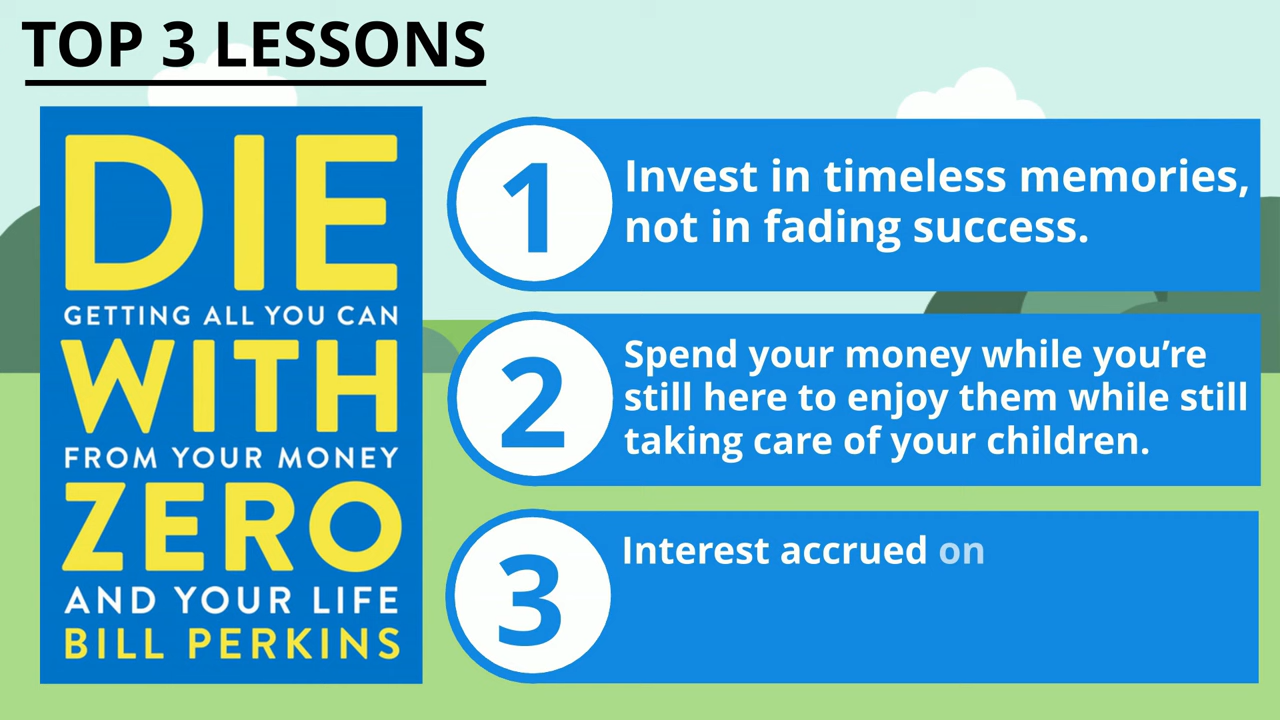 TOP 3 LESSONS
DIE
GETTING ALL YOU CAN
WITH
FROM YOUR MONEY
ZERO
AND YOUR LIFE
BILL PERKINS
1
Invest in timeless memories,
not in fading success.
2
Spend your money while you’re
still here to enjoy them while still
taking care of your children.
3
Interest accrued on